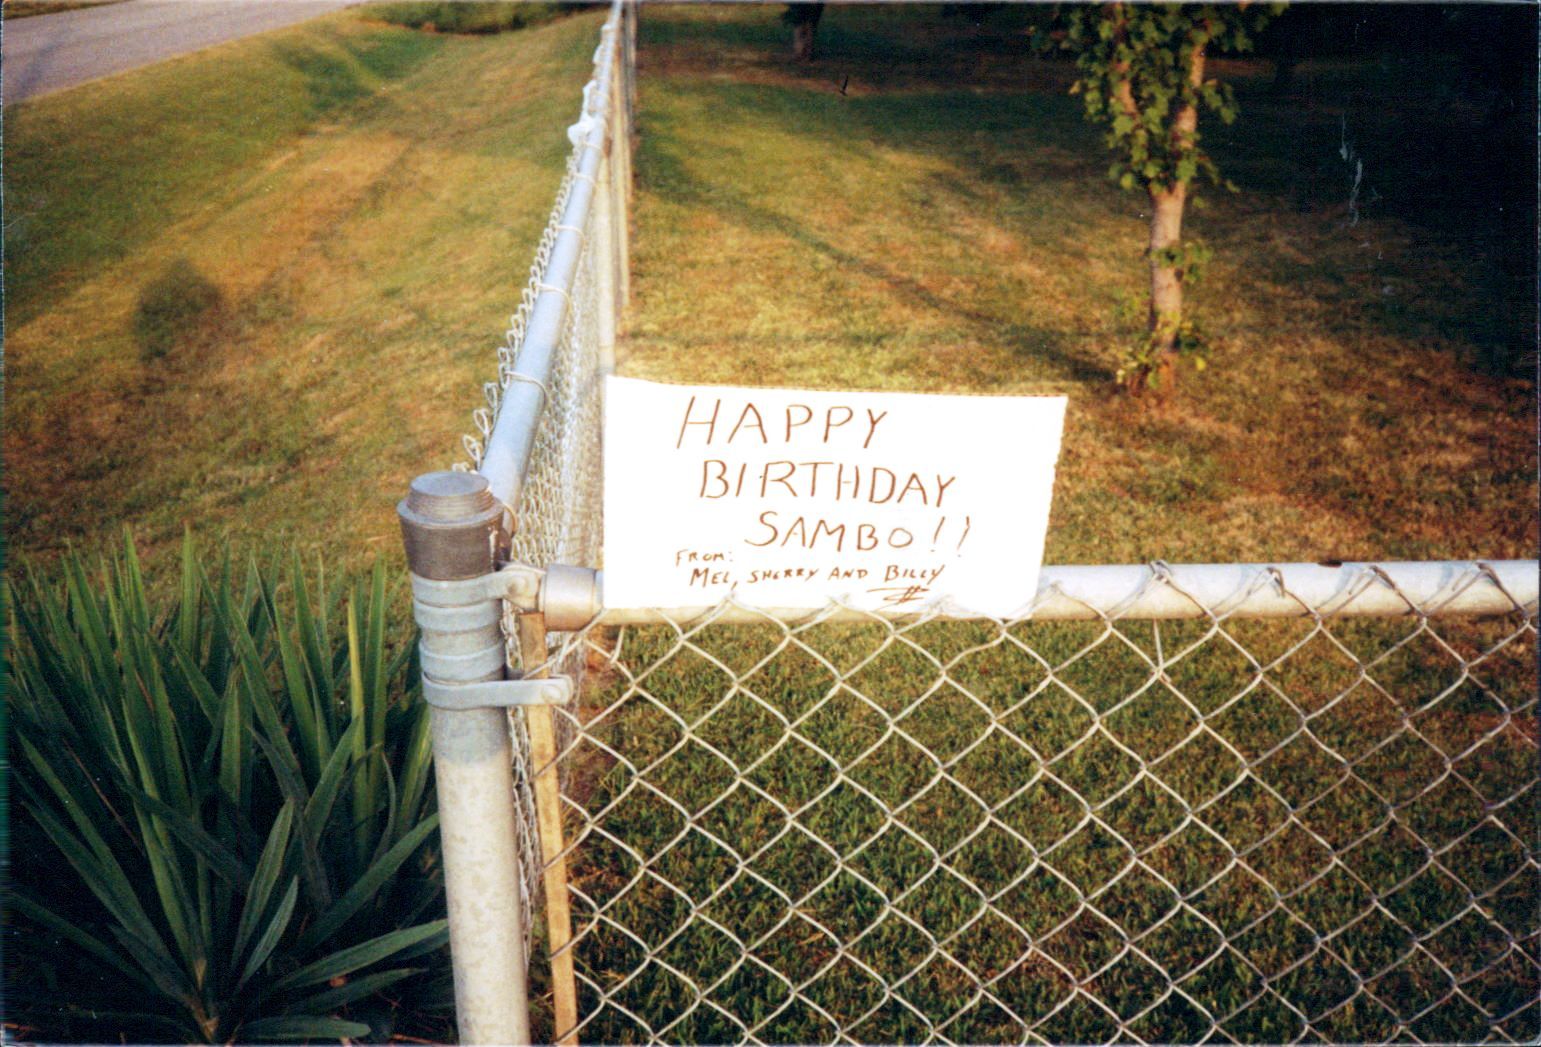 HAPPY
BIRTHDAY
SAMBO!!
FROM:
MEL, SHERRY AND BILLY